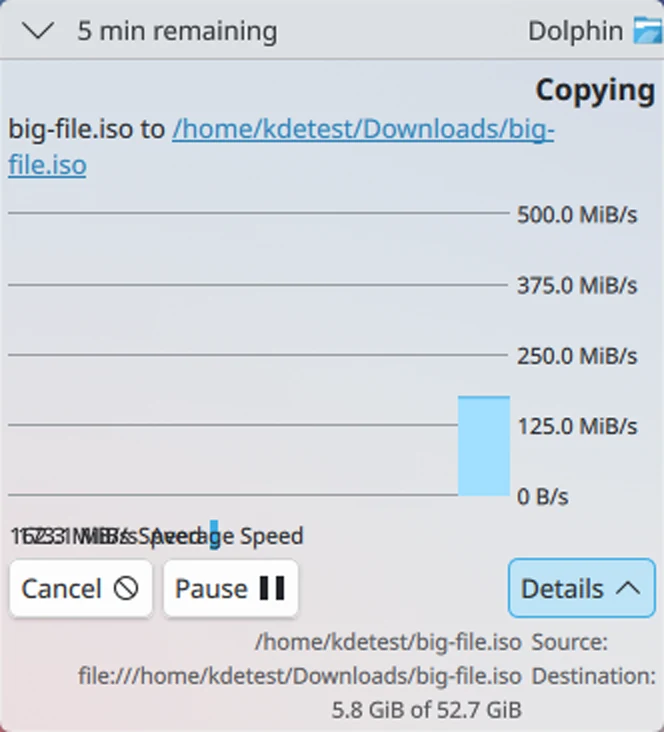 5 min remaining
Dolphin
Copying
big-file.iso to /home/kdetest/Downloads/big-
file.iso
500.0 MiB/s
375.0 MiB/s
250.0 MiB/s
125.0 MiB/s
0 B/s
Average Speed
Cancel
Pause
Details
/home/kdetest/big-file.iso Source:
file:///home/kdetest/Downloads/big-file.iso Destination:
5.8 GiB of 52.7 GiB